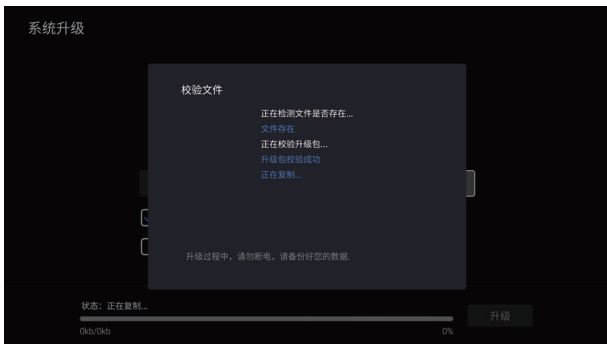 系统升级
校验文件
正在检测文件是否存在...
文件存在
正在校验升级包...
升级包校验成功
正在复制...
升级过程中，请勿断电，请备份好您的数据.
状态：正在复制...
升级
0kb/0kb
0%